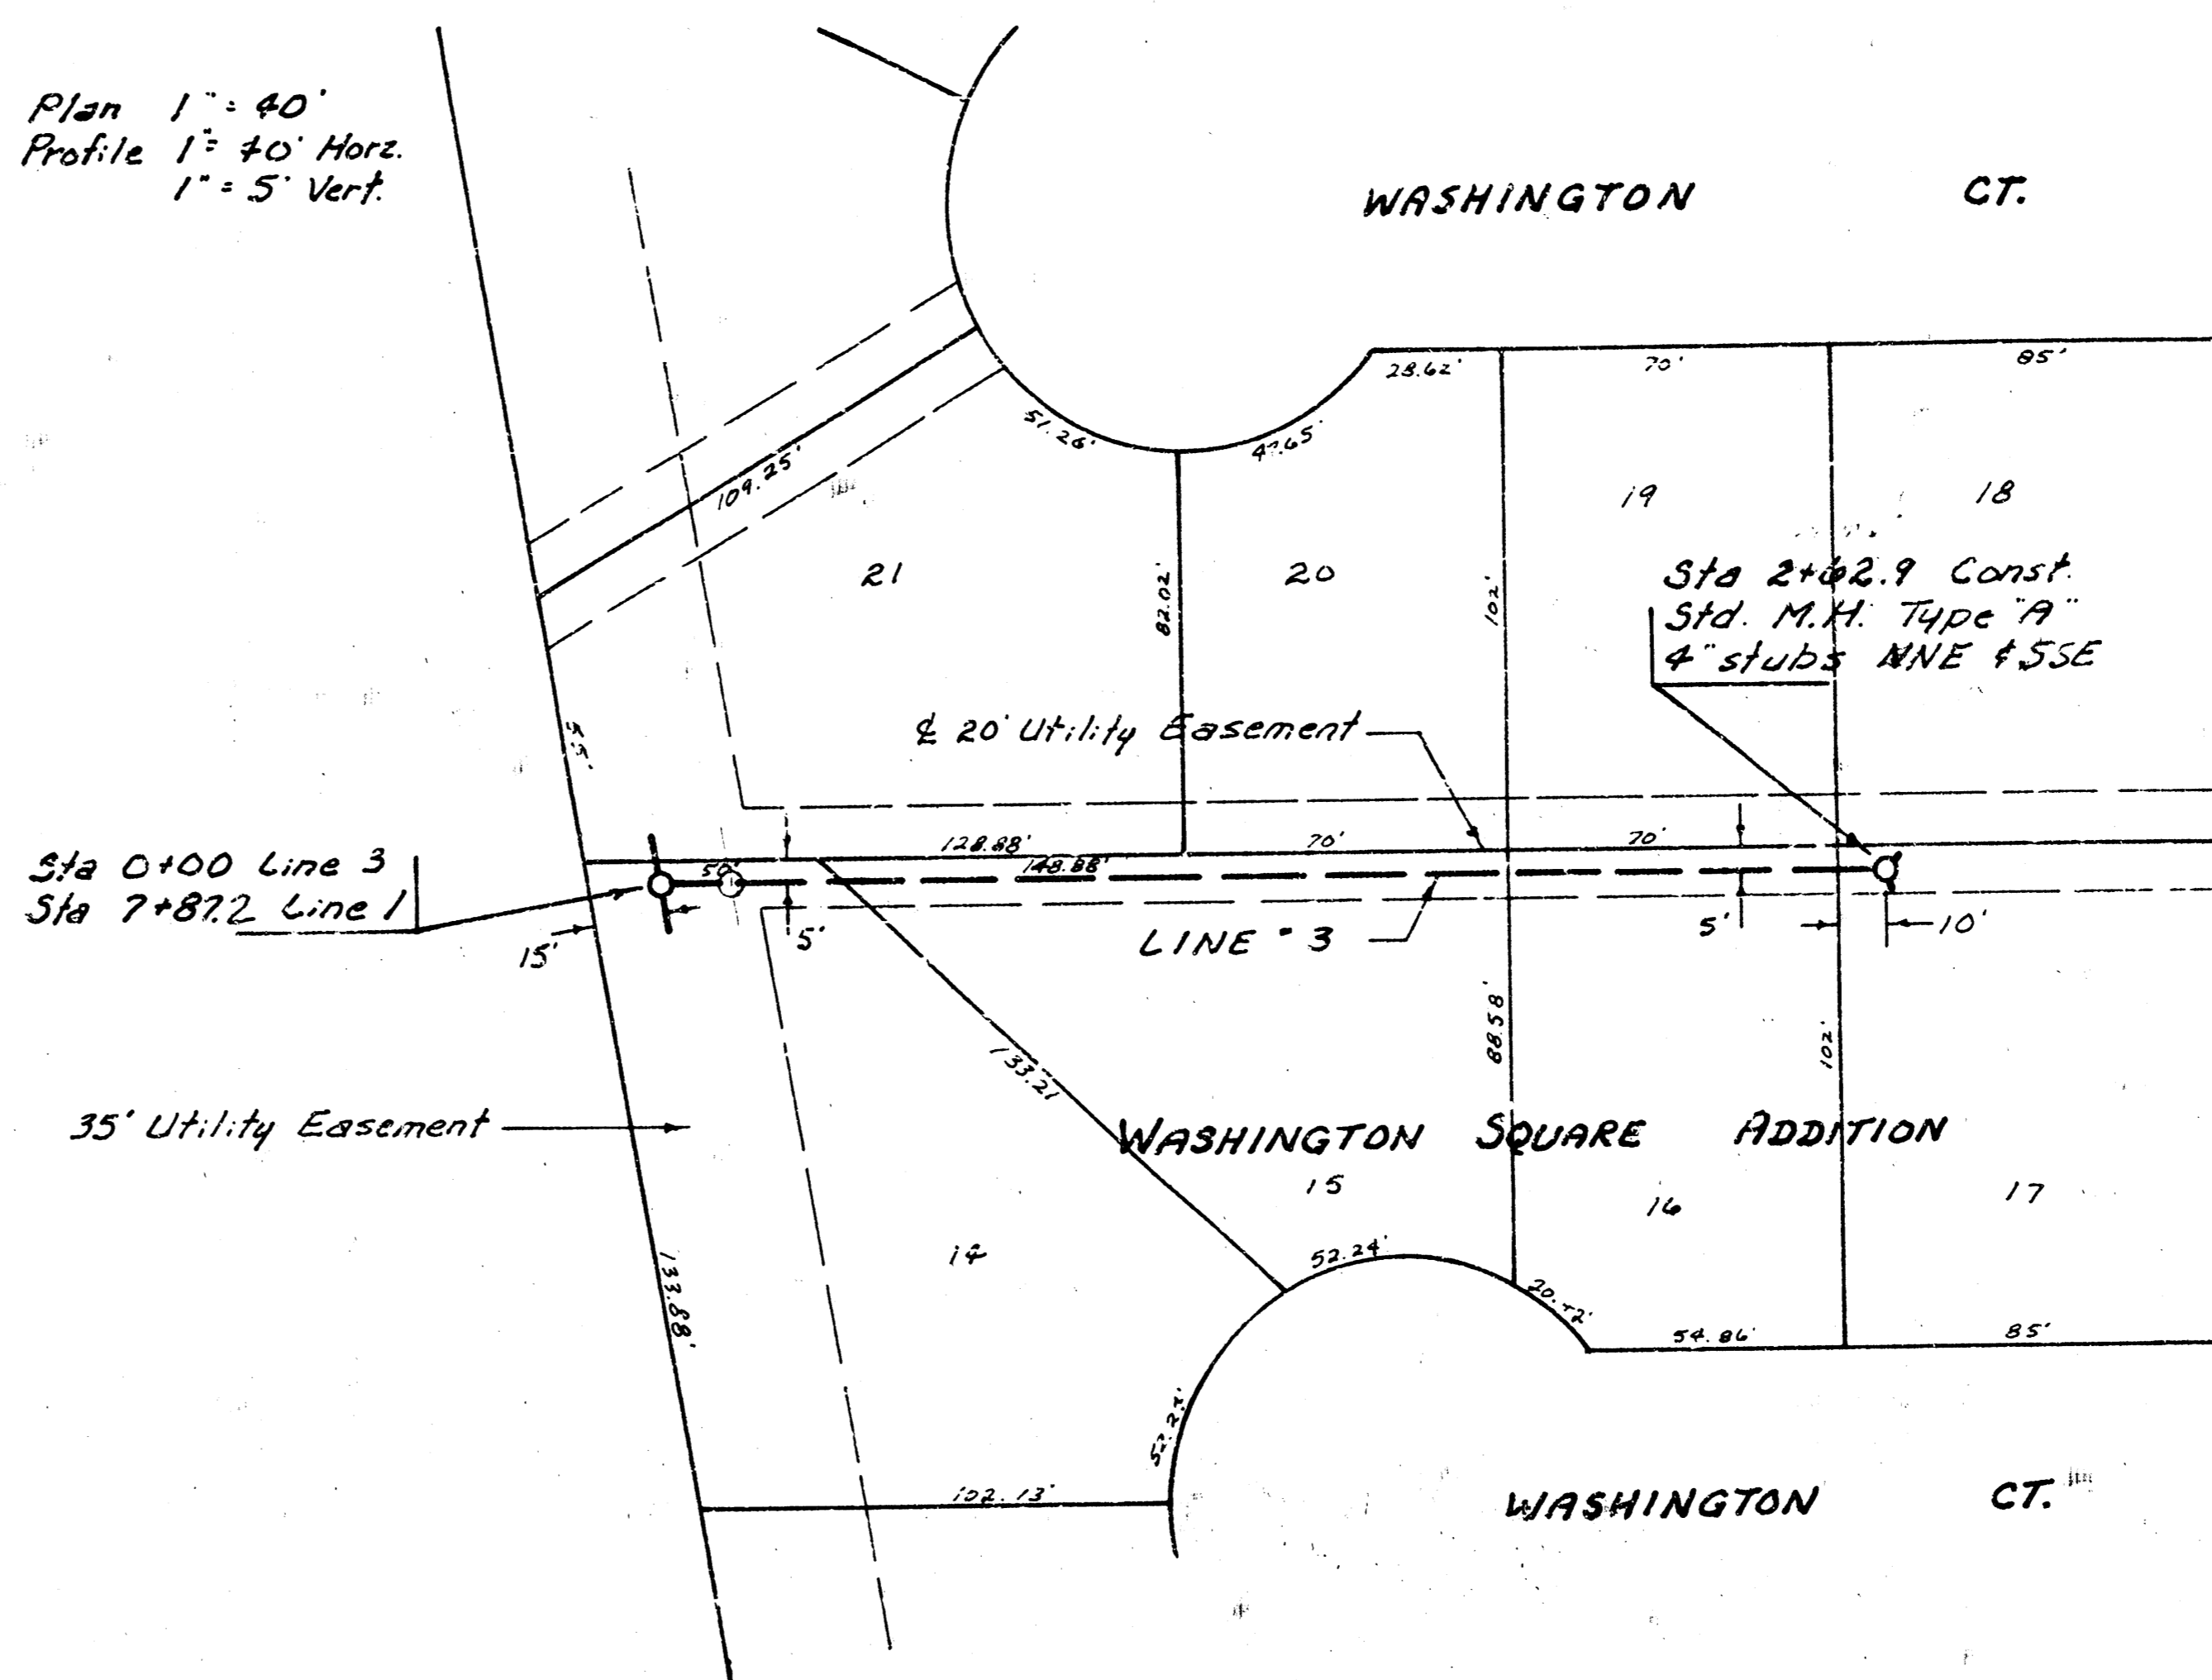 Plan 1" = 40'
Profile 1" = 40' Horz.
1" = 5' Vert.
WASHINGTON CT.
28.62'
70'
85'
51.26'
109.25'
19
18
21
20
82.02'
102'
Sta 2+62.9 Const.
Std. M.H. Type "A"
4" stubs NNE & SSE
℄ 20' Utility Easement
55'
128.88'
70'
70'
50'
148.88'
Sta 0+00 Line 3
Sta 7+87.2 Line 1
15'
5'
LINE #3
5'
10'
88.58'
102'
133.21
35' Utility Easement
WASHINGTON SQUARE ADDITION
15
16
17
14
52.24'
133.88'
54.86'
85'
102.13'
WASHINGTON CT.